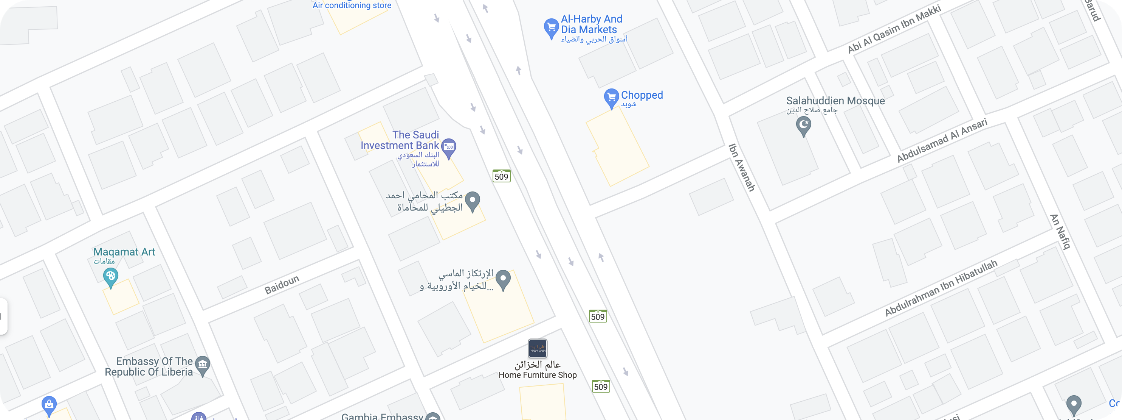 Air conditioning store
Al-Harby And
Dia Markets
أسواق الحربي والضياء
Abi Al Qasim Ibn Makki
Barud
Chopped
شوبد
Salahuddien Mosque
جامع صلاح الدين
The Saudi
Investment Bank
البنك السعودي
للاستثمار
509
Ibn Awanah
Abdulsamad Al Ansari
مكتب المحامي احمد
الجطيلي للمحاماة
An Nafiq
Maqamat Art
مقامات
Baidoun
الإرتكاز الماسي
للخيام الأوروبية و...
Abdulrahman Ibn Hibatullah
509
عالم الخزائن
Home Furniture Shop
Embassy Of The
Republic Of Liberia
509
Gambia Embassy